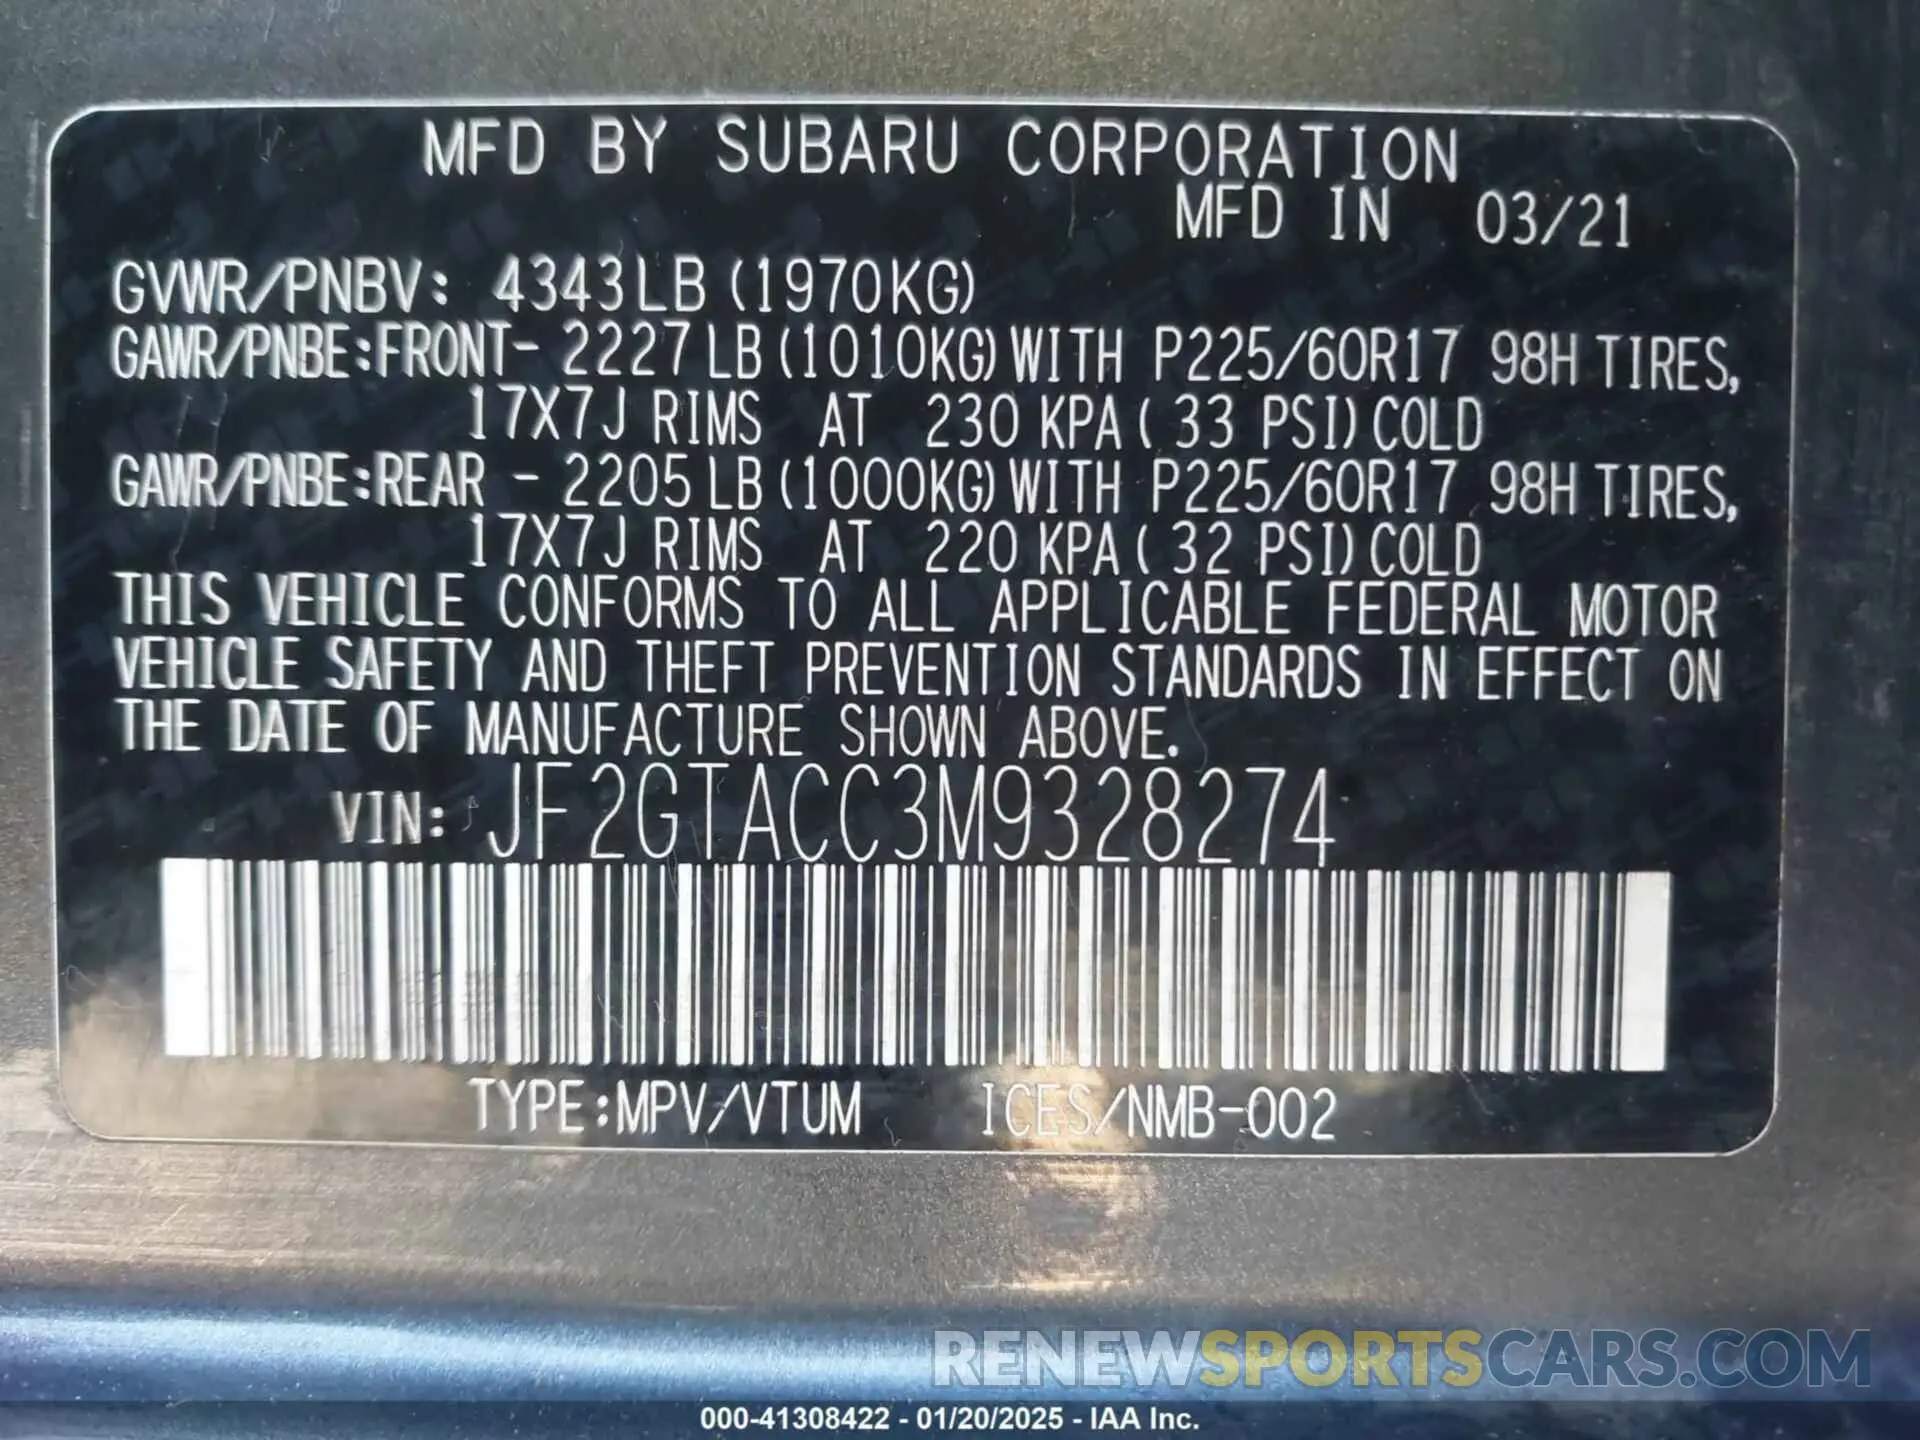 MFD BY SUBARU CORPORATION
MFD IN 03/21
GVWR/PNBV: 4343LB (1970KG)
GAWR/PNBE:FRONT- 2227LB (1010KG) WITH P225/60R17 98H TIRES,
17X7J RIMS AT 230 KPA ( 33 PSI) COLD
GAWR/PNBE:REAR - 2205LB (1000KG) WITH P225/60R17 98H TIRES,
17X7J RIMS AT 220 KPA ( 32 PSI) COLD
THIS VEHICLE CONFORMS TO ALL APPLICABLE FEDERAL MOTOR
VEHICLE SAFETY AND THEFT PREVENTION STANDARDS IN EFFECT ON
THE DATE OF MANUFACTURE SHOWN ABOVE.
VIN: JF2GTACC3M9328274
TYPE:MPV/VTUM ICES/NMB-002
RENEWSPORTSCARS.COM
000-41308422 - 01/20/2025 - IAA Inc.